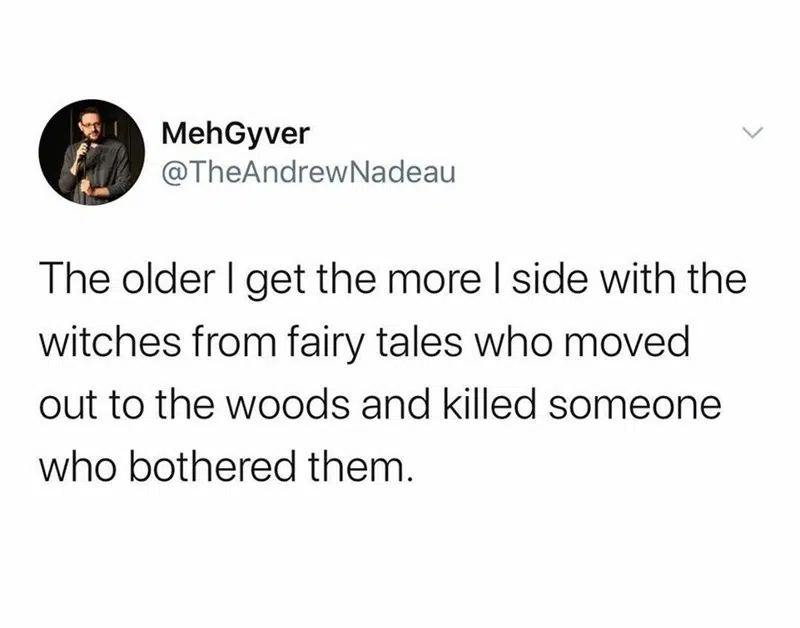 MehGyver
@TheAndrewNadeau
The older I get the more I side with the
witches from fairy tales who moved
out to the woods and killed someone
who bothered them.